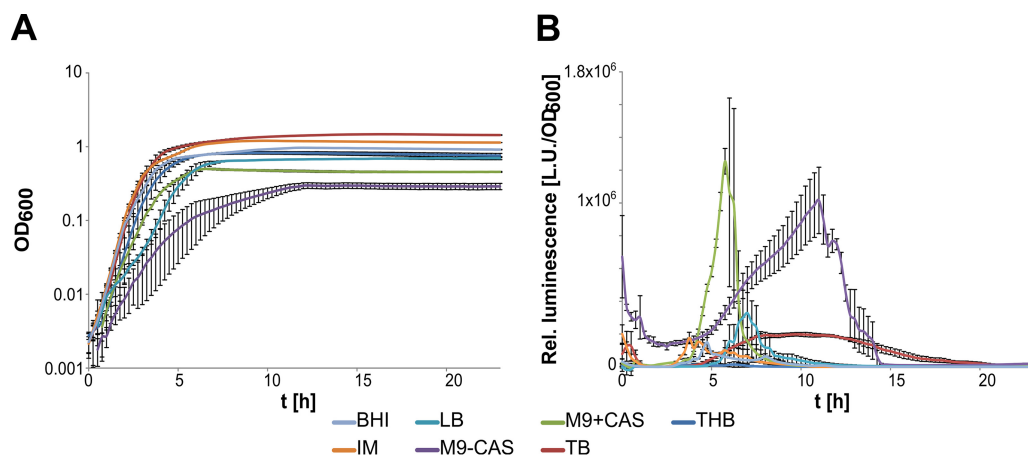 A
B
OD600
10
1
0.1
0.01
0.001
0
5
10
15
20
t [h]
Rel. luminescence [L.U./OD600]
1.8x10⁶
1x10⁶
0
0
5
10
15
20
t [h]
BHI LB M9+CAS THB
IM M9-CAS TB